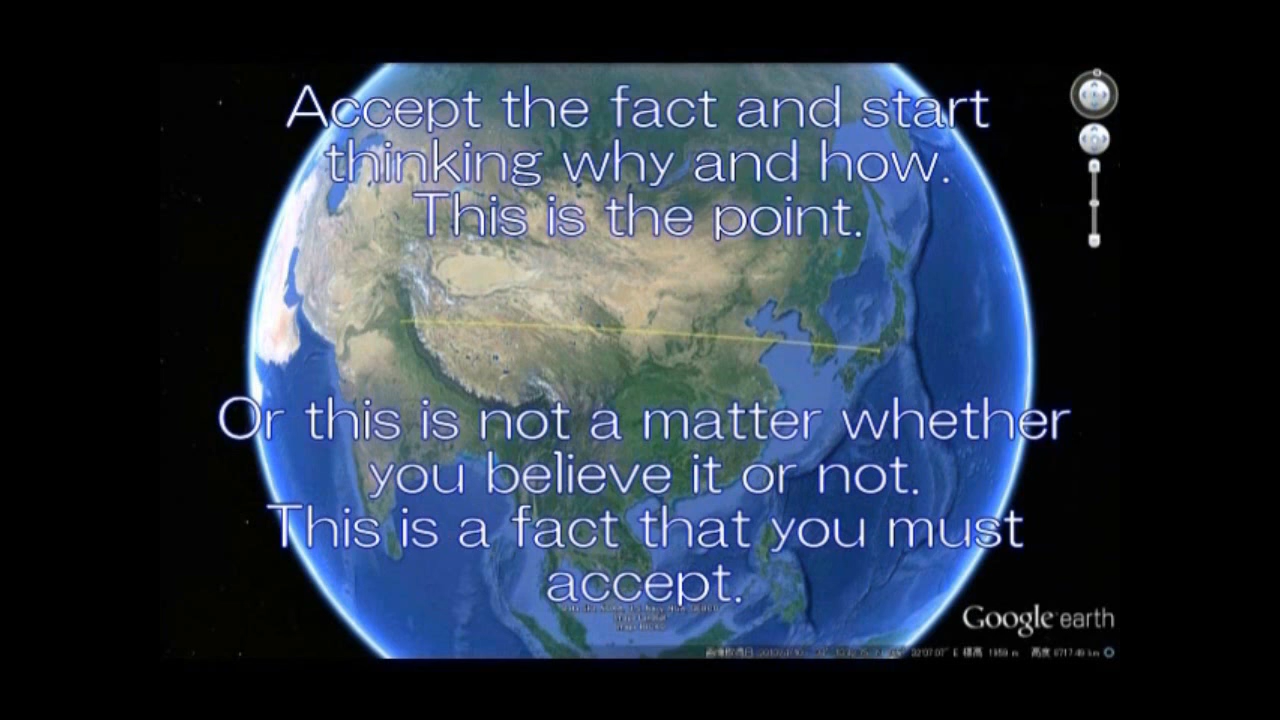 Accept the fact and start
thinking why and how.
This is the point.
Or this is not a matter whether
you believe it or not.
This is a fact that you must
accept.
Google earth